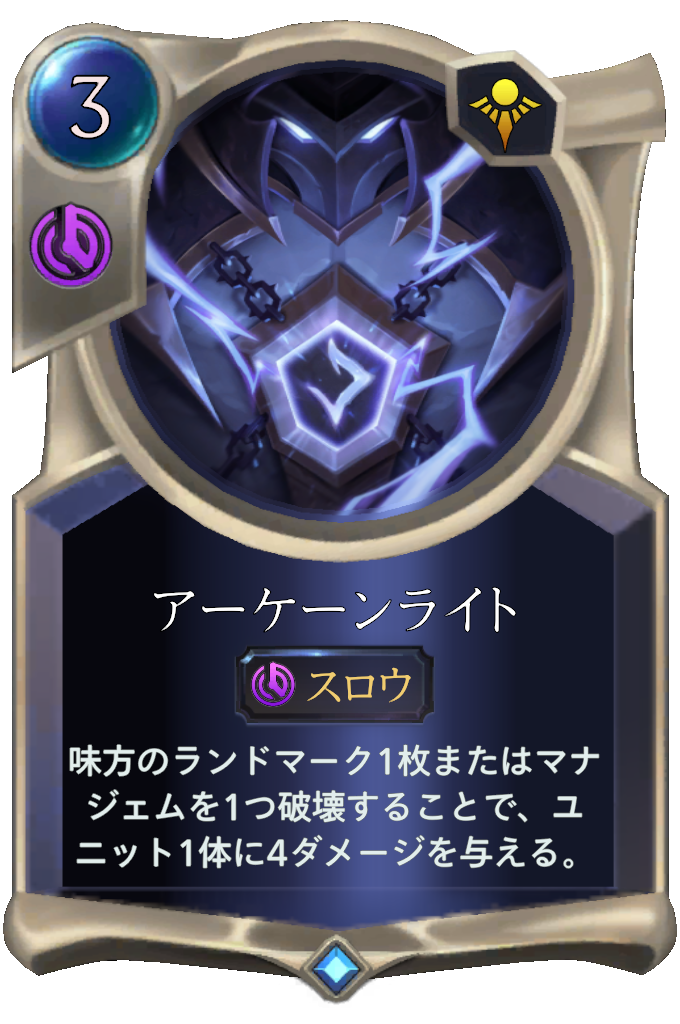 3
アーケーンライト
スロウ
味方のランドマーク1枚またはマナ
ジェムを1つ破壊することで、ユ
ニット1体に4ダメージを与える。